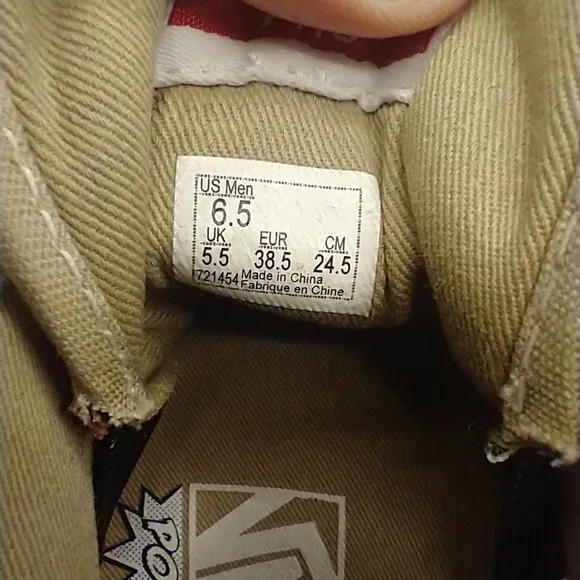 US Men
6.5
UK EUR CM
5.5 38.5 24.5
721454 Made in China
Fabrique en Chine